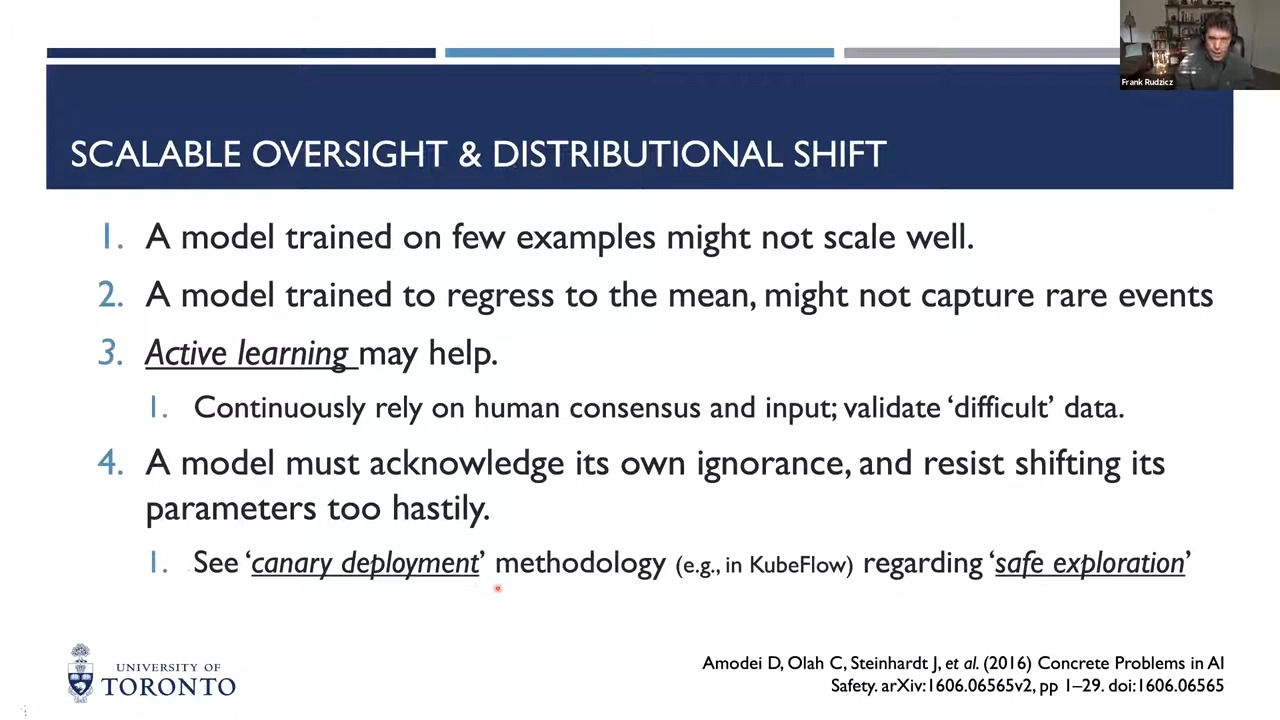 Frank Rudzicz
SCALABLE OVERSIGHT & DISTRIBUTIONAL SHIFT
1. A model trained on few examples might not scale well.
2. A model trained to regress to the mean, might not capture rare events
3. Active learning may help.
1. Continuously rely on human consensus and input; validate ‘difficult’ data.
4. A model must acknowledge its own ignorance, and resist shifting its
parameters too hastily.
1. See ‘canary deployment’ methodology (e.g., in KubeFlow) regarding ‘safe exploration’
UNIVERSITY OF
TORONTO
Amodei D, Olah C, Steinhardt J, et al. (2016) Concrete Problems in AI
Safety. arXiv:1606.06565v2, pp 1–29. doi:1606.06565